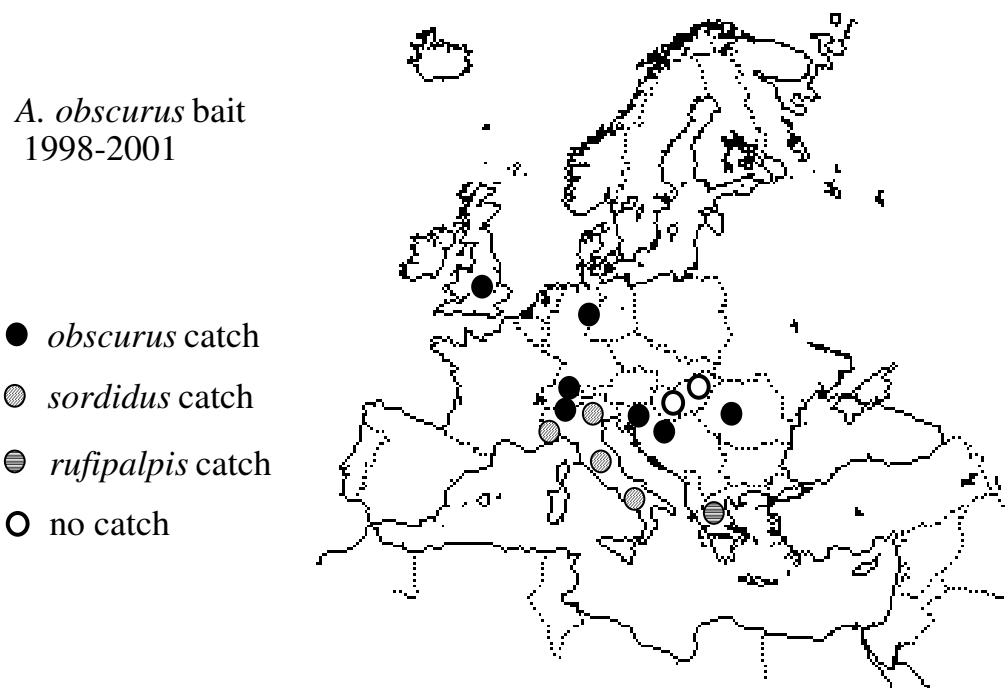 A. obscurus bait
1998-2001
obscurus catch
sordidus catch
rufipalpis catch
no catch